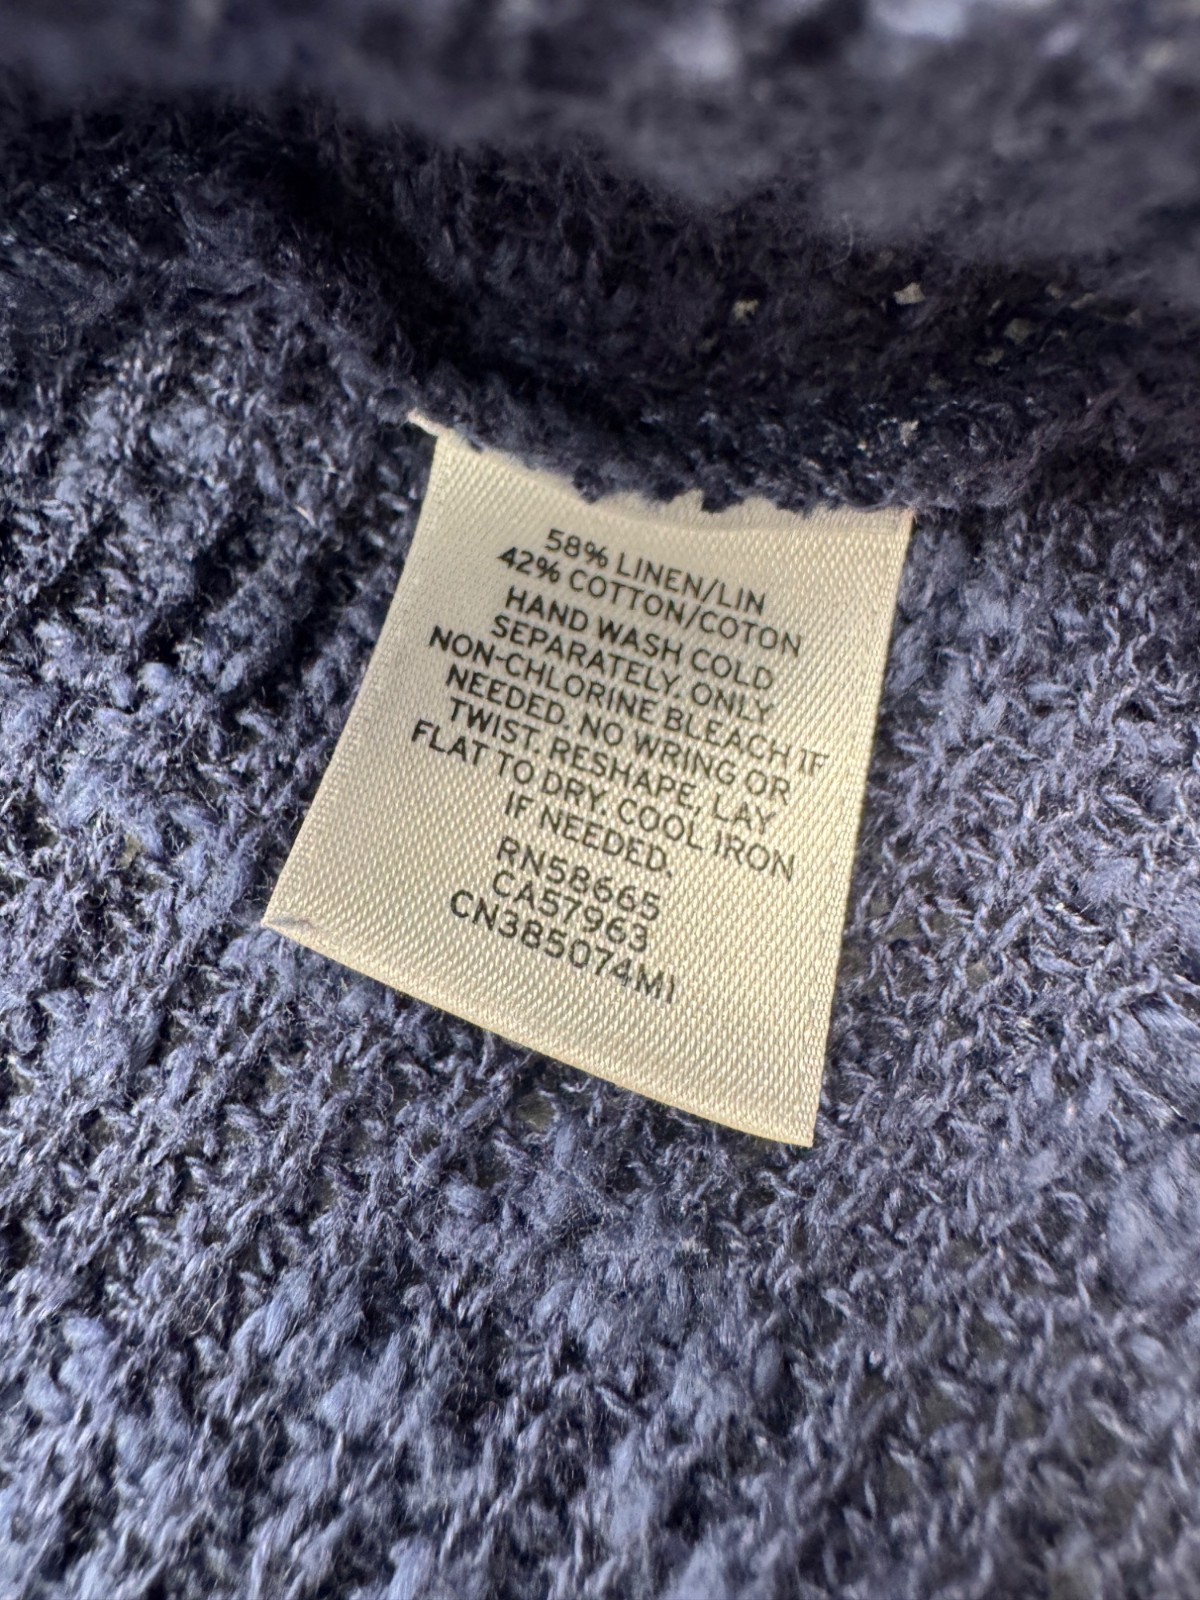 58% LINEN/LIN
42% COTTON/COTON
HAND WASH COLD
SEPARATELY. ONLY
NON-CHLORINE BLEACH IF
NEEDED. NO WRING OR
TWIST. RESHAPE, LAY
FLAT TO DRY. COOL IRON
IF NEEDED.
RN58665
CA57963
CN385074MI